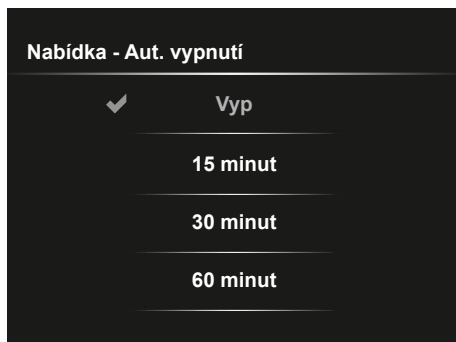 Nabídka - Aut. vypnutí
Vyp
15 minut
30 minut
60 minut